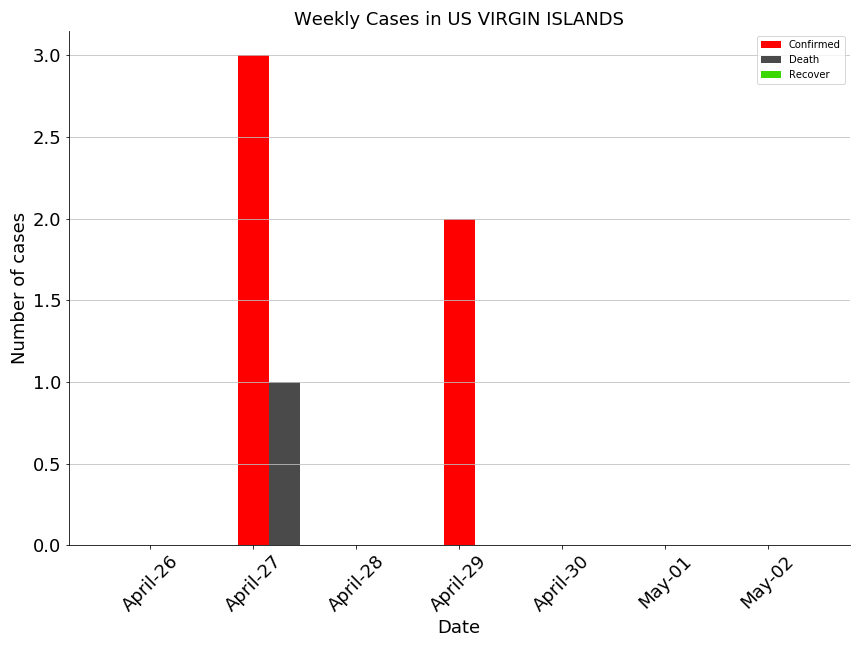 Weekly Cases in US VIRGIN ISLANDS
Confirmed
Death
Recover
Number of cases
3.0
2.5
2.0
1.5
1.0
0.5
0.0
April-26
April-27
April-28
April-29
April-30
May-01
May-02
Date